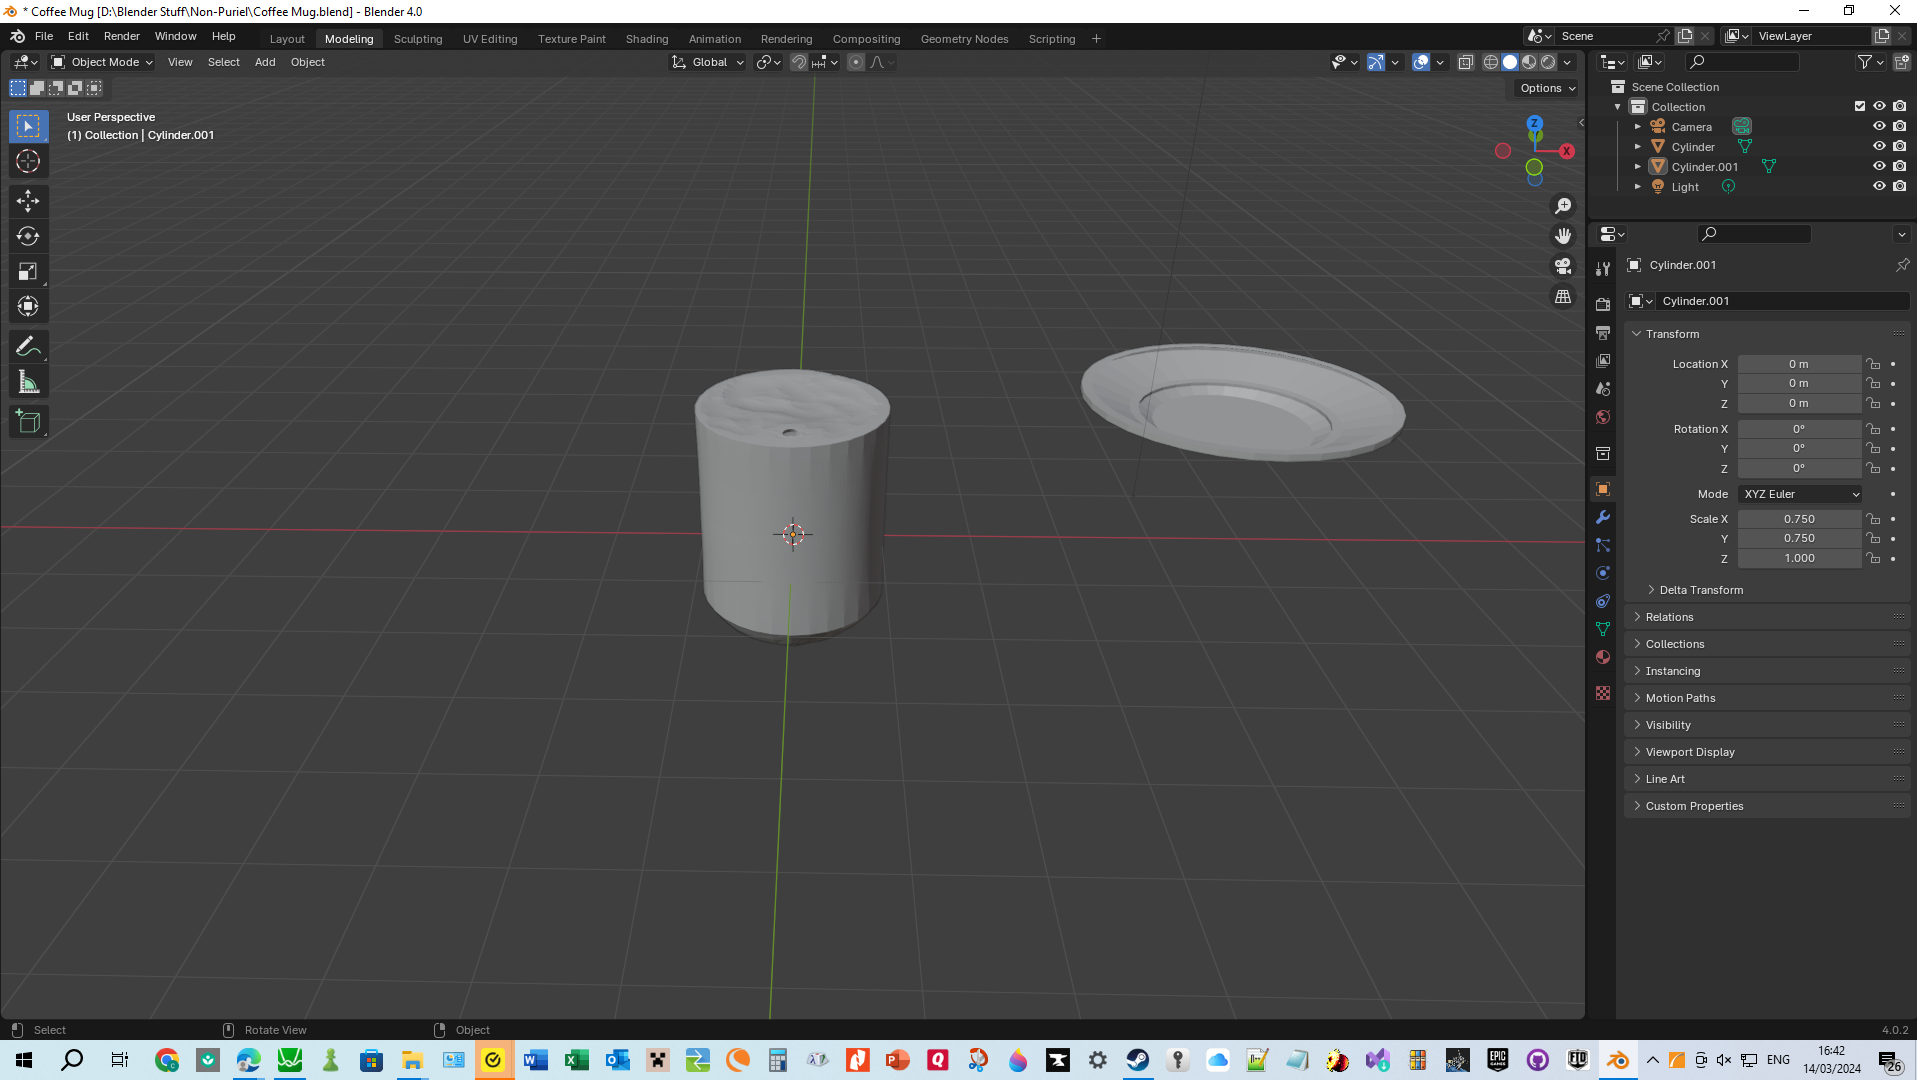 * Coffee Mug [D:\Blender Stuff\Non-Puriel\Coffee Mug.blend] - Blender 4.0
File Edit Render Window Help Layout Modeling Sculpting UV Editing Texture Paint Shading Animation Rendering Compositing Geometry Nodes Scripting + Scene ViewLayer
Object Mode View Select Add Object Global
Options
User Perspective
(1) Collection | Cylinder.001
Z
X
Scene Collection
Collection
Camera
Cylinder
Cylinder.001
Light
Cylinder.001
Cylinder.001
Transform
Location X 0 m
Y 0 m
Z 0 m
Rotation X 0°
Y 0°
Z 0°
Mode XYZ Euler
Scale X 0.750
Y 0.750
Z 1.000
Delta Transform
Relations
Collections
Instancing
Motion Paths
Visibility
Viewport Display
Line Art
Custom Properties
Select Rotate View Object 4.0.2
ENG 16:42
14/03/2024
26